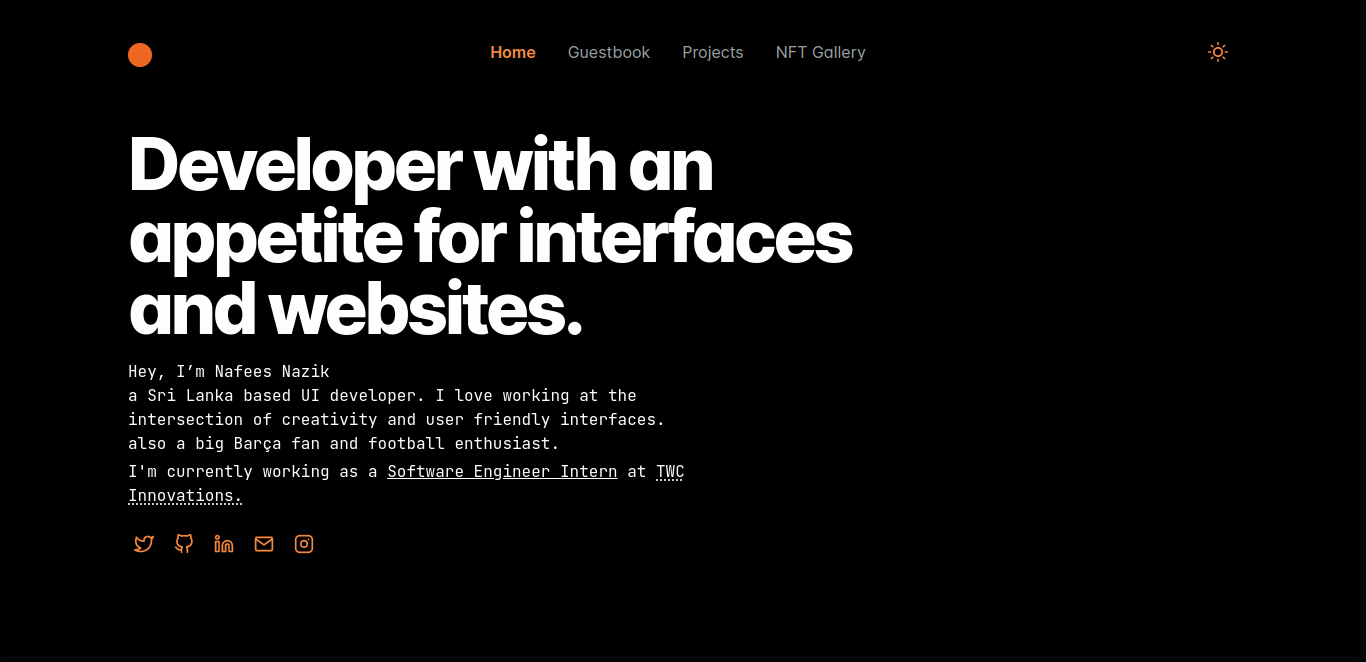 Home Guestbook Projects NFT Gallery
Developer with an
appetite for interfaces
and websites.
Hey, I’m Nafees Nazik
a Sri Lanka based UI developer. I love working at the
intersection of creativity and user friendly interfaces.
also a big Barça fan and football enthusiast.
I'm currently working as a Software Engineer Intern at TWC
Innovations.